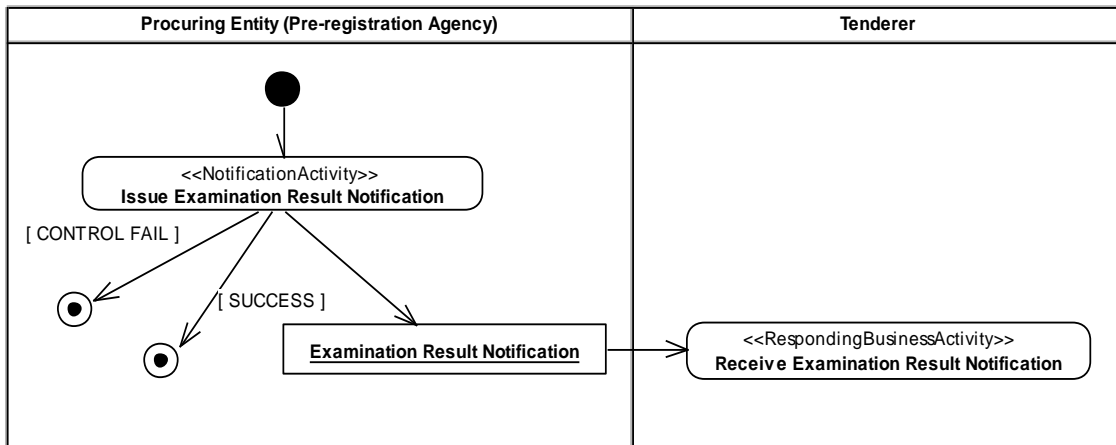 Procuring Entity (Pre-registration Agency)
Tenderer
<<NotificationActivity>>
Issue Examination Result Notification
[ CONTROL FAIL ]
[ SUCCESS ]
Examination Result Notification
<<RespondingBusinessActivity>>
Receive Examination Result Notification